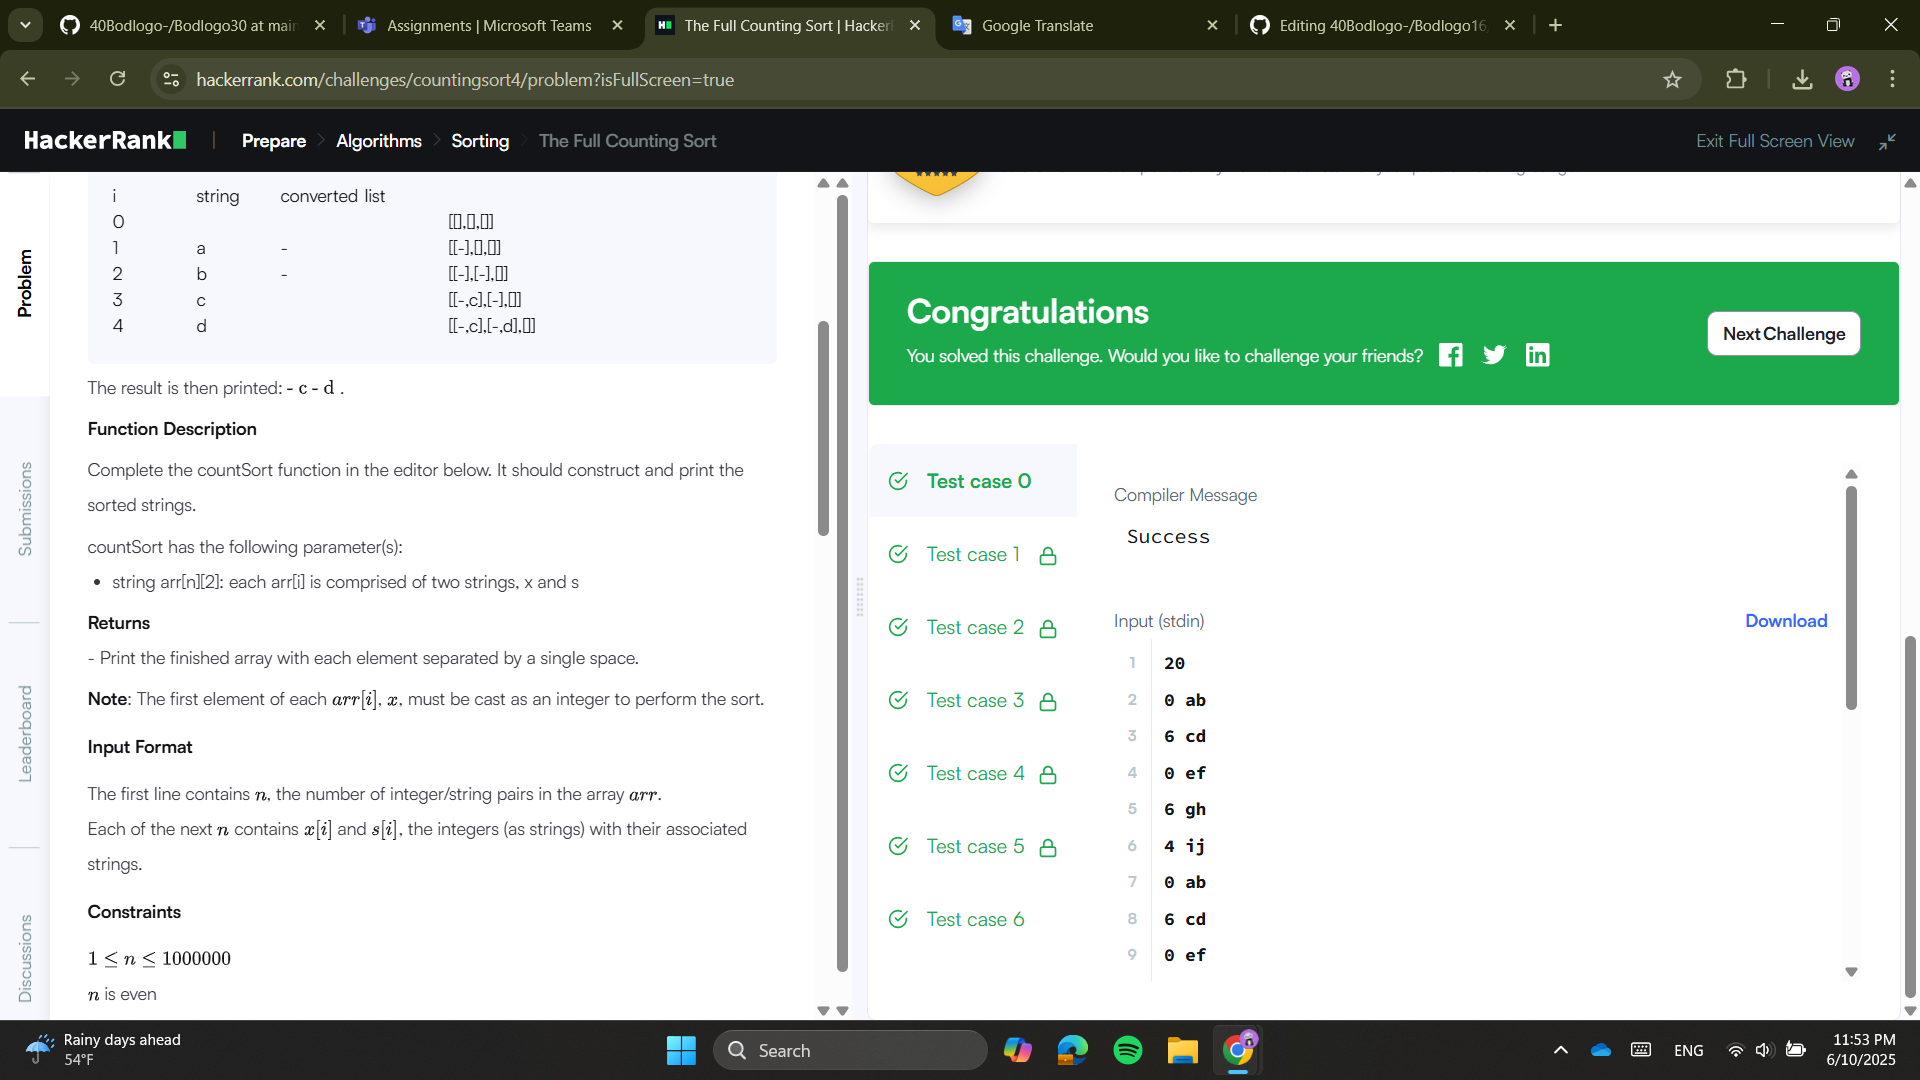 40Bodlogo-/Bodlogo30 at main
Assignments | Microsoft Teams
The Full Counting Sort | Hacker
Google Translate
Editing 40Bodlogo-/Bodlogo16.
hackerrank.com/challenges/countingsort4/problem?isFullScreen=true
HackerRank
Prepare
Algorithms
Sorting
The Full Counting Sort
Exit Full Screen View
Problem
Submissions
Leaderboard
Discussions
i string converted list
0 [[],[],[]]
1 a - [[-],[],[]]
2 b - [[-],[-],[]]
3 c [[-,c],[-],[]]
4 d [[-,c],[-,d],[]]
The result is then printed: - c - d .
Function Description
Complete the countSort function in the editor below. It should construct and print the
sorted strings.
countSort has the following parameter(s):
• string arr[n][2]: each arr[i] is comprised of two strings, x and s
Returns
- Print the finished array with each element separated by a single space.
Note: The first element of each arr[i], x, must be cast as an integer to perform the sort.
Input Format
The first line contains n, the number of integer/string pairs in the array arr.
Each of the next n contains x[i] and s[i], the integers (as strings) with their associated
strings.
Constraints
1 ≤ n ≤ 1000000
n is even
Congratulations
You solved this challenge. Would you like to challenge your friends?
Next Challenge
Test case 0
Test case 1
Test case 2
Test case 3
Test case 4
Test case 5
Test case 6
Compiler Message
Success
Input (stdin)
Download
1 20
2 0 ab
3 6 cd
4 0 ef
5 6 gh
6 4 ij
7 0 ab
8 6 cd
9 0 ef
Rainy days ahead
54°F
Search
ENG
11:53 PM
6/10/2025